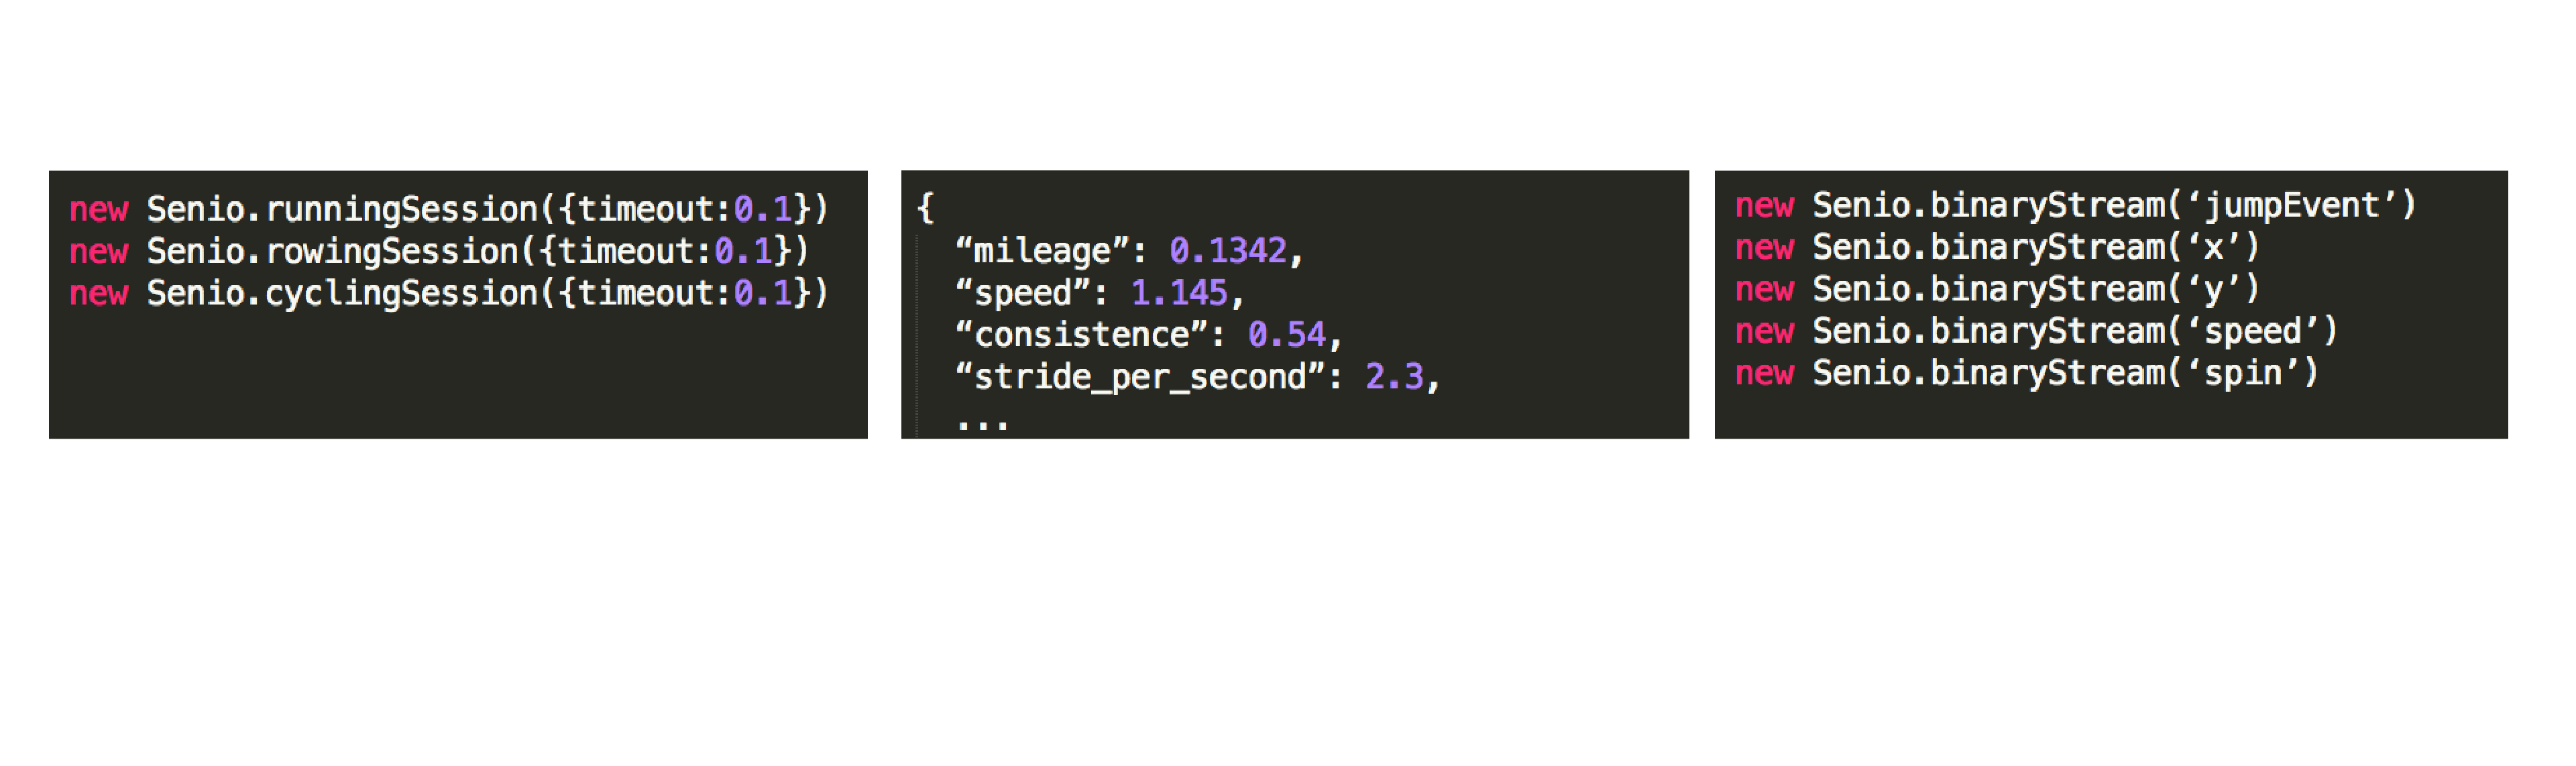 new Senio.runningSession({timeout:0.1})
new Senio.rowingSession({timeout:0.1})
new Senio.cyclingSession({timeout:0.1})
{
“mileage”: 0.1342,
“speed”: 1.145,
“consistence”: 0.54,
“stride_per_second”: 2.3,
...
new Senio.binaryStream(‘jumpEvent’)
new Senio.binaryStream(‘x’)
new Senio.binaryStream(‘y’)
new Senio.binaryStream(‘speed’)
new Senio.binaryStream(‘spin’)